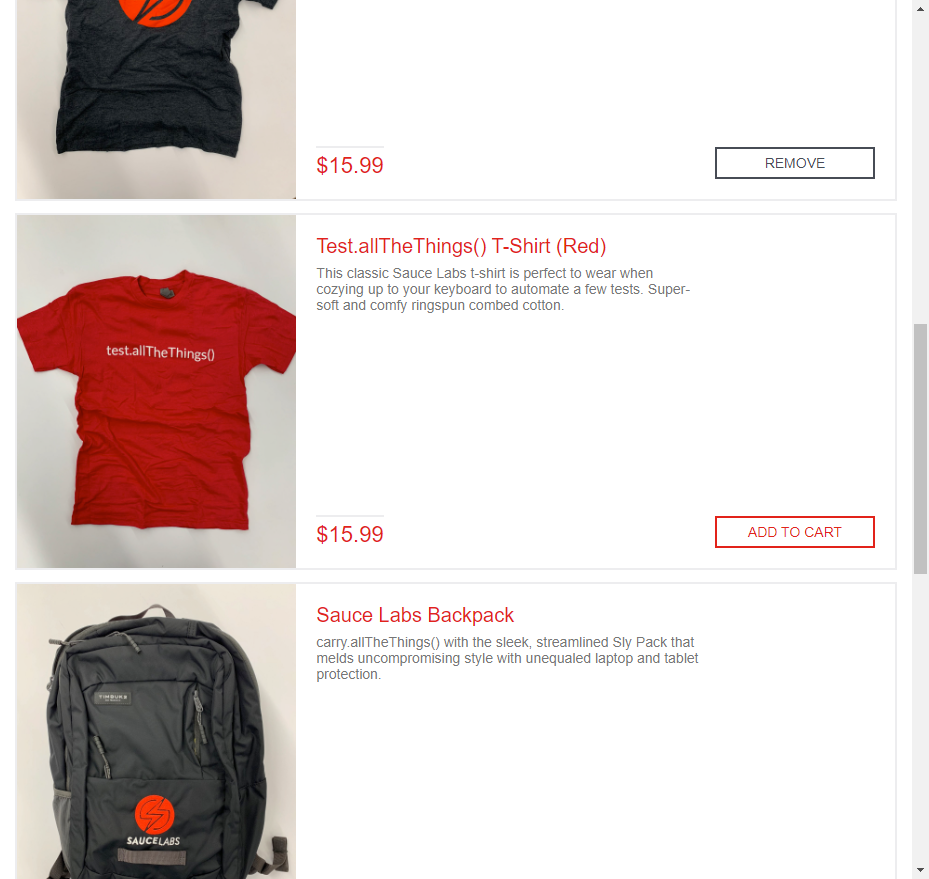 $15.99
REMOVE
Test.allTheThings() T-Shirt (Red)
This classic Sauce Labs t-shirt is perfect to wear when
cozying up to your keyboard to automate a few tests. Super-
soft and comfy ringspun combed cotton.
test.allTheThings()
$15.99
ADD TO CART
Sauce Labs Backpack
carry.allTheThings() with the sleek, streamlined Sly Pack that
melds uncompromising style with unequaled laptop and tablet
protection.
TIMBUK2
SAUCELABS